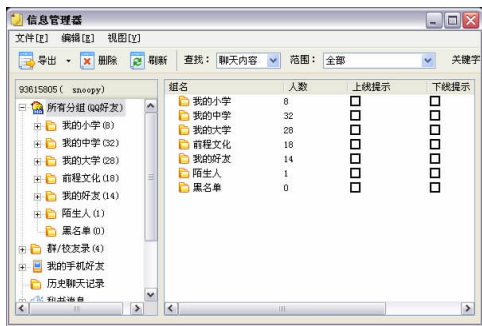 信息管理器
文件[F] 编辑[E] 视图[V]
导出 删除 刷新 查找： 聊天内容 范围： 全部 关键字
93615805( snoopy)
所有分组(QQ好友)
我的小学(8)
我的中学(32)
我的大学(28)
前程文化(18)
我的好友(14)
陌生人(1)
黑名单(0)
群/校友录(4)
我的手机好友
历史聊天记录
组名 人数 上线提示 下线提示
我的小学 8
我的中学 32
我的大学 28
前程文化 18
我的好友 14
陌生人 1
黑名单 0